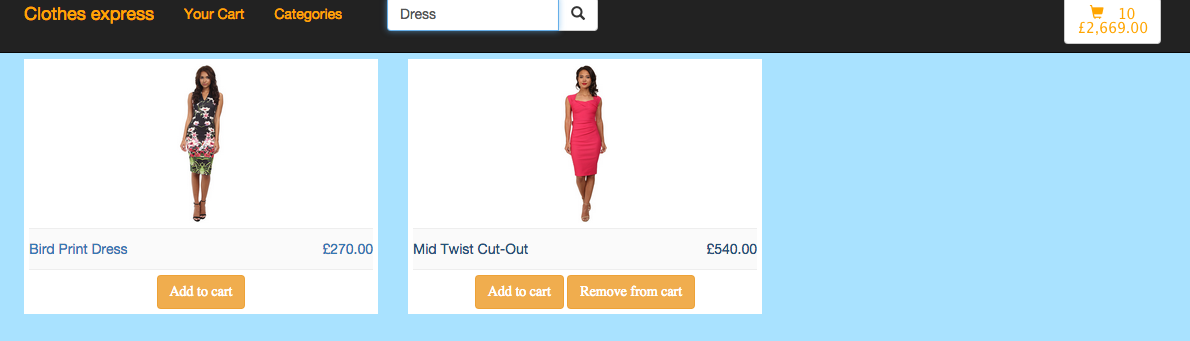 Clothes express Your Cart Categories Dress 10
£2,669.00
Bird Print Dress £270.00
Add to cart
Mid Twist Cut-Out £540.00
Add to cart Remove from cart